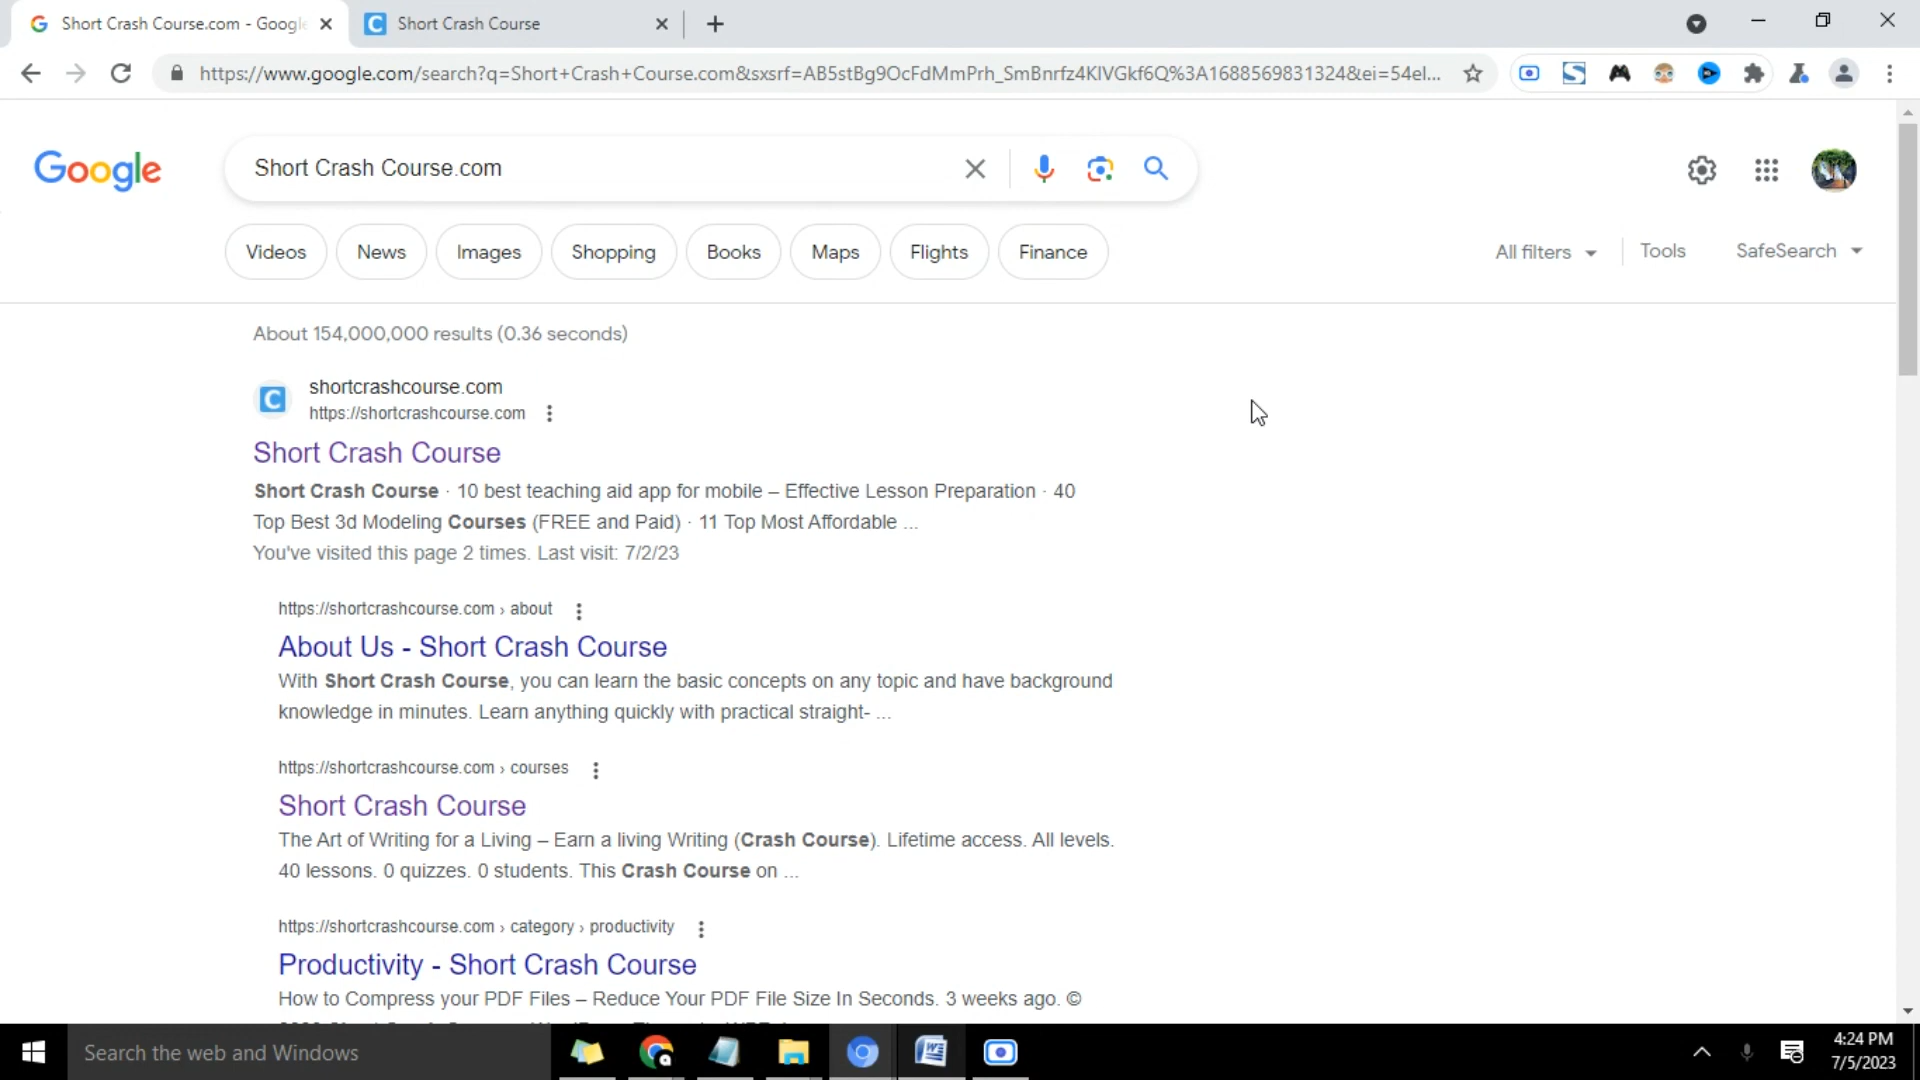 Short Crash Course.com - Google
Short Crash Course
https://www.google.com/search?q=Short+Crash+Course.com&sxsrf=AB5stBg9OcFdMmPrh_SmBnrfz4KlVGkf6Q%3A1688569831324&ei=54el...
Google
Short Crash Course.com
Videos
News
Images
Shopping
Books
Maps
Flights
Finance
All filters
Tools
SafeSearch
About 154,000,000 results (0.36 seconds)
C
shortcrashcourse.com
https://shortcrashcourse.com
Short Crash Course
Short Crash Course · 10 best teaching aid app for mobile – Effective Lesson Preparation · 40
Top Best 3d Modeling Courses (FREE and Paid) · 11 Top Most Affordable ...
You've visited this page 2 times. Last visit: 7/2/23
https://shortcrashcourse.com › about
About Us - Short Crash Course
With Short Crash Course, you can learn the basic concepts on any topic and have background
knowledge in minutes. Learn anything quickly with practical straight- ...
https://shortcrashcourse.com › courses
Short Crash Course
The Art of Writing for a Living – Earn a living Writing (Crash Course). Lifetime access. All levels.
40 lessons. 0 quizzes. 0 students. This Crash Course on ...
https://shortcrashcourse.com › category › productivity
Productivity - Short Crash Course
How to Compress your PDF Files – Reduce Your PDF File Size In Seconds. 3 weeks ago. ©
Search the web and Windows
4:24 PM
7/5/2023